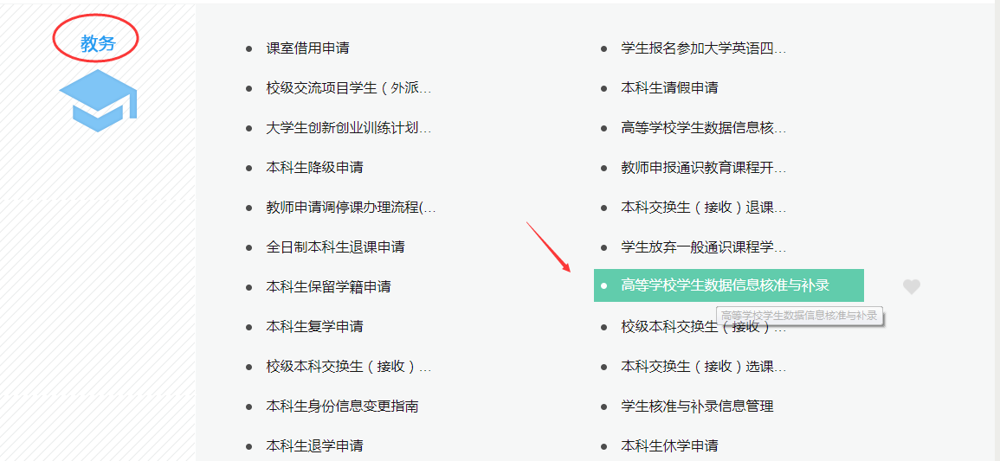 教务
课室借用申请
学生报名参加大学英语四...
校级交流项目学生（外派...
本科生请假申请
大学生创新创业训练计划...
高等学校学生数据信息核...
本科生降级申请
教师申报通识教育课程开...
教师申请调停课办理流程(...
本科交换生（接收）退课...
全日制本科生退课申请
学生放弃一般通识课程学...
本科生保留学籍申请
高等学校学生数据信息核准与补录
高等学校学生数据信息核准与补录
本科生复学申请
校级本科交换生（接收）...
校级本科交换生（接收）...
本科交换生（接收）选课...
本科生身份信息变更指南
学生核准与补录信息管理
本科生退学申请
本科生休学申请